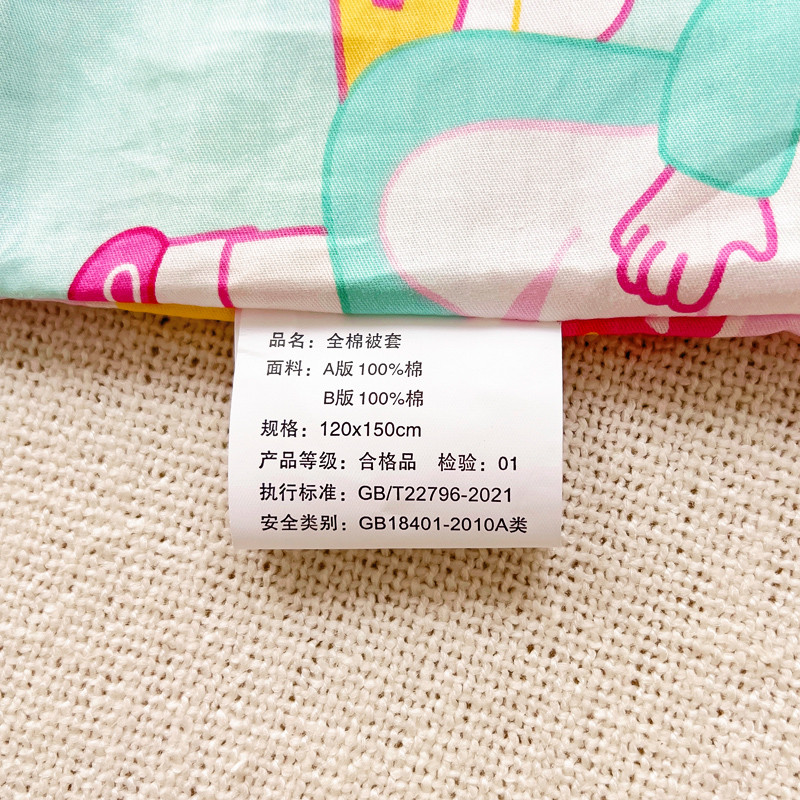 品名：全棉被套
面料：A版 100%棉
B版 100%棉
规格：120x150cm
产品等级：合格品 检验：01
执行标准：GB/T22796-2021
安全类别：GB18401-2010A类